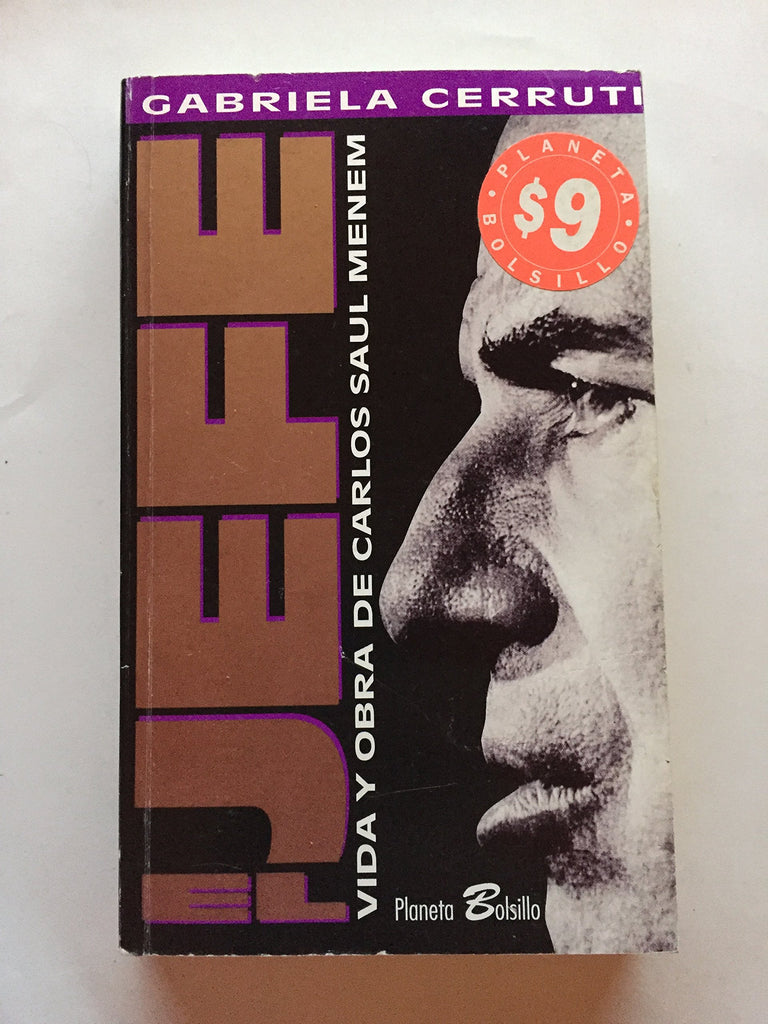 GABRIELA CERRUTI
EL JEFE
VIDA Y OBRA DE CARLOS SAUL MENEM
PLANETA
$9
BOLSILLO
Planeta Bolsillo